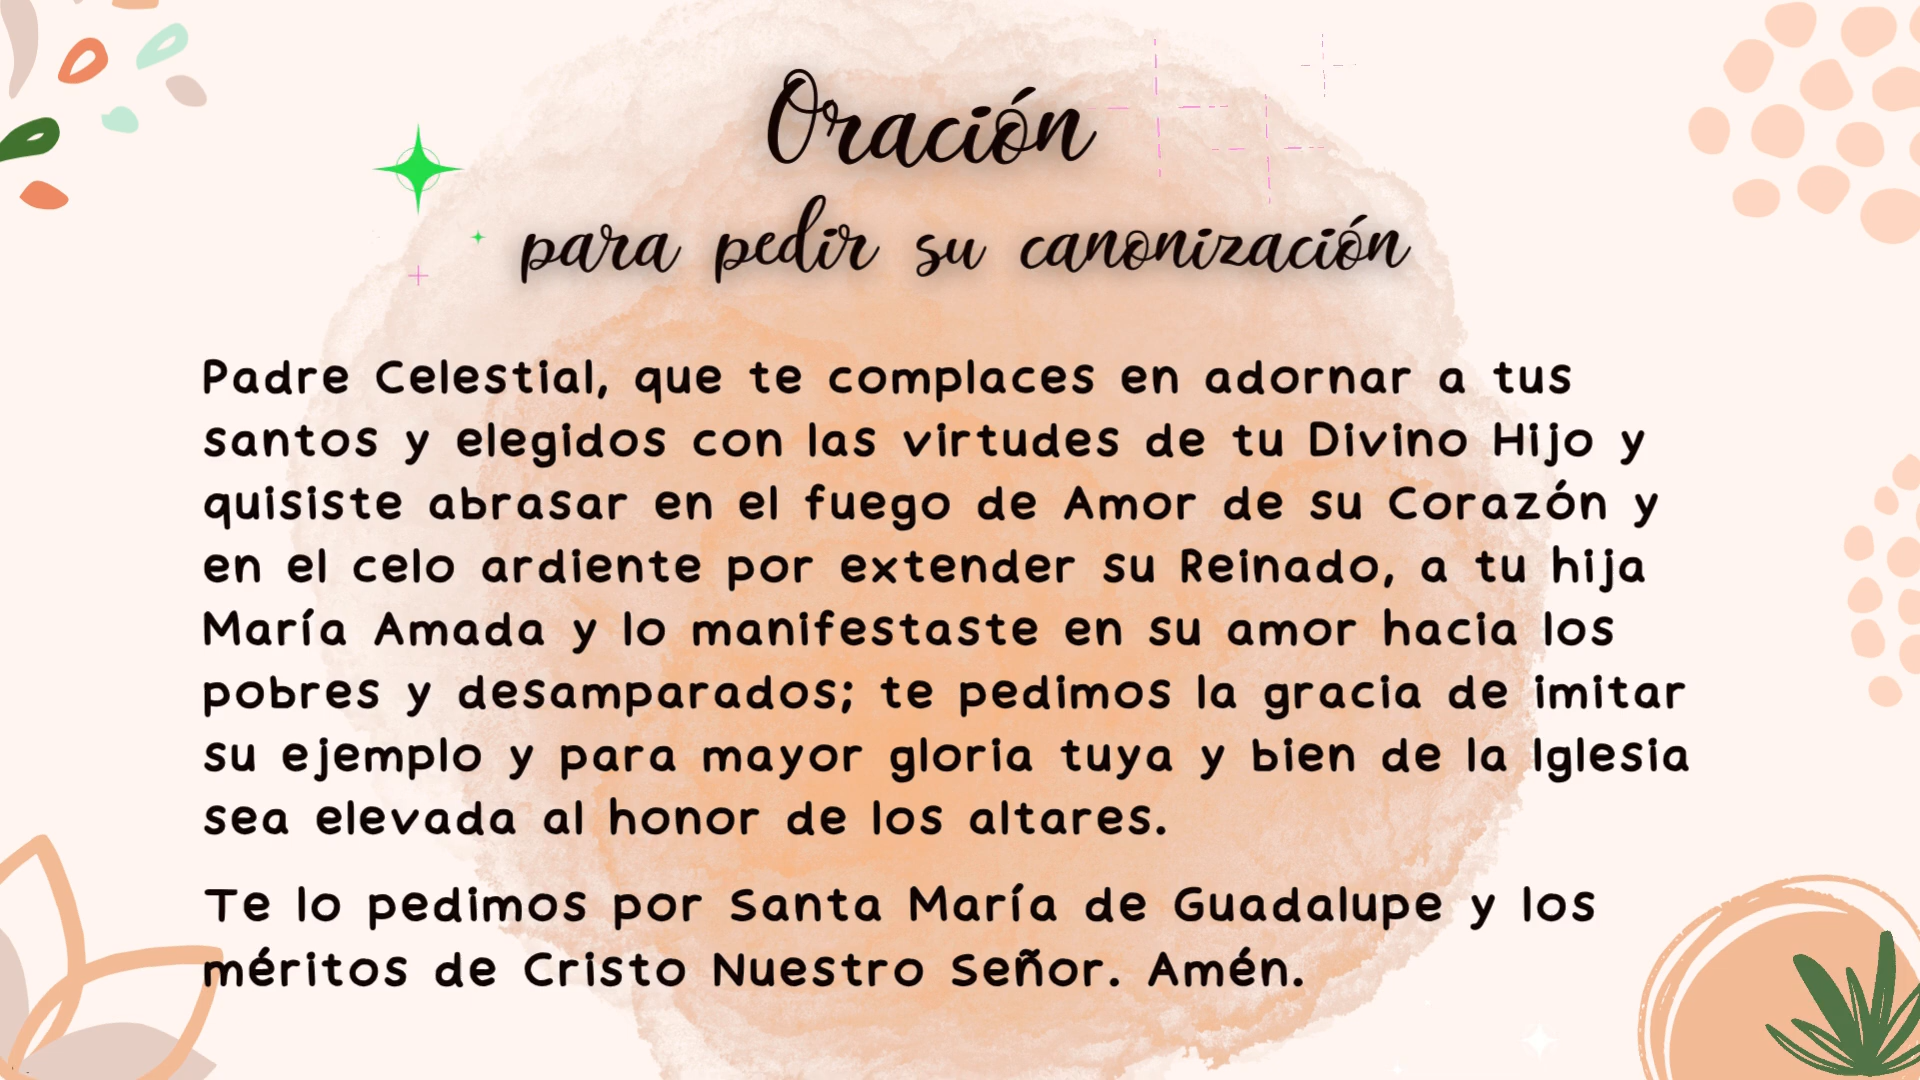 Oración
para pedir su canonización
Padre Celestial, que te complaces en adornar a tus
santos y elegidos con las virtudes de tu Divino Hijo y
quisiste abrasar en el fuego de Amor de su Corazón y
en el celo ardiente por extender su Reinado, a tu hija
María Amada y lo manifestaste en su amor hacia los
pobres y desamparados; te pedimos la gracia de imitar
su ejemplo y para mayor gloria tuya y bien de la Iglesia
sea elevada al honor de los altares.
Te lo pedimos por Santa María de Guadalupe y los
méritos de Cristo Nuestro Señor. Amén.